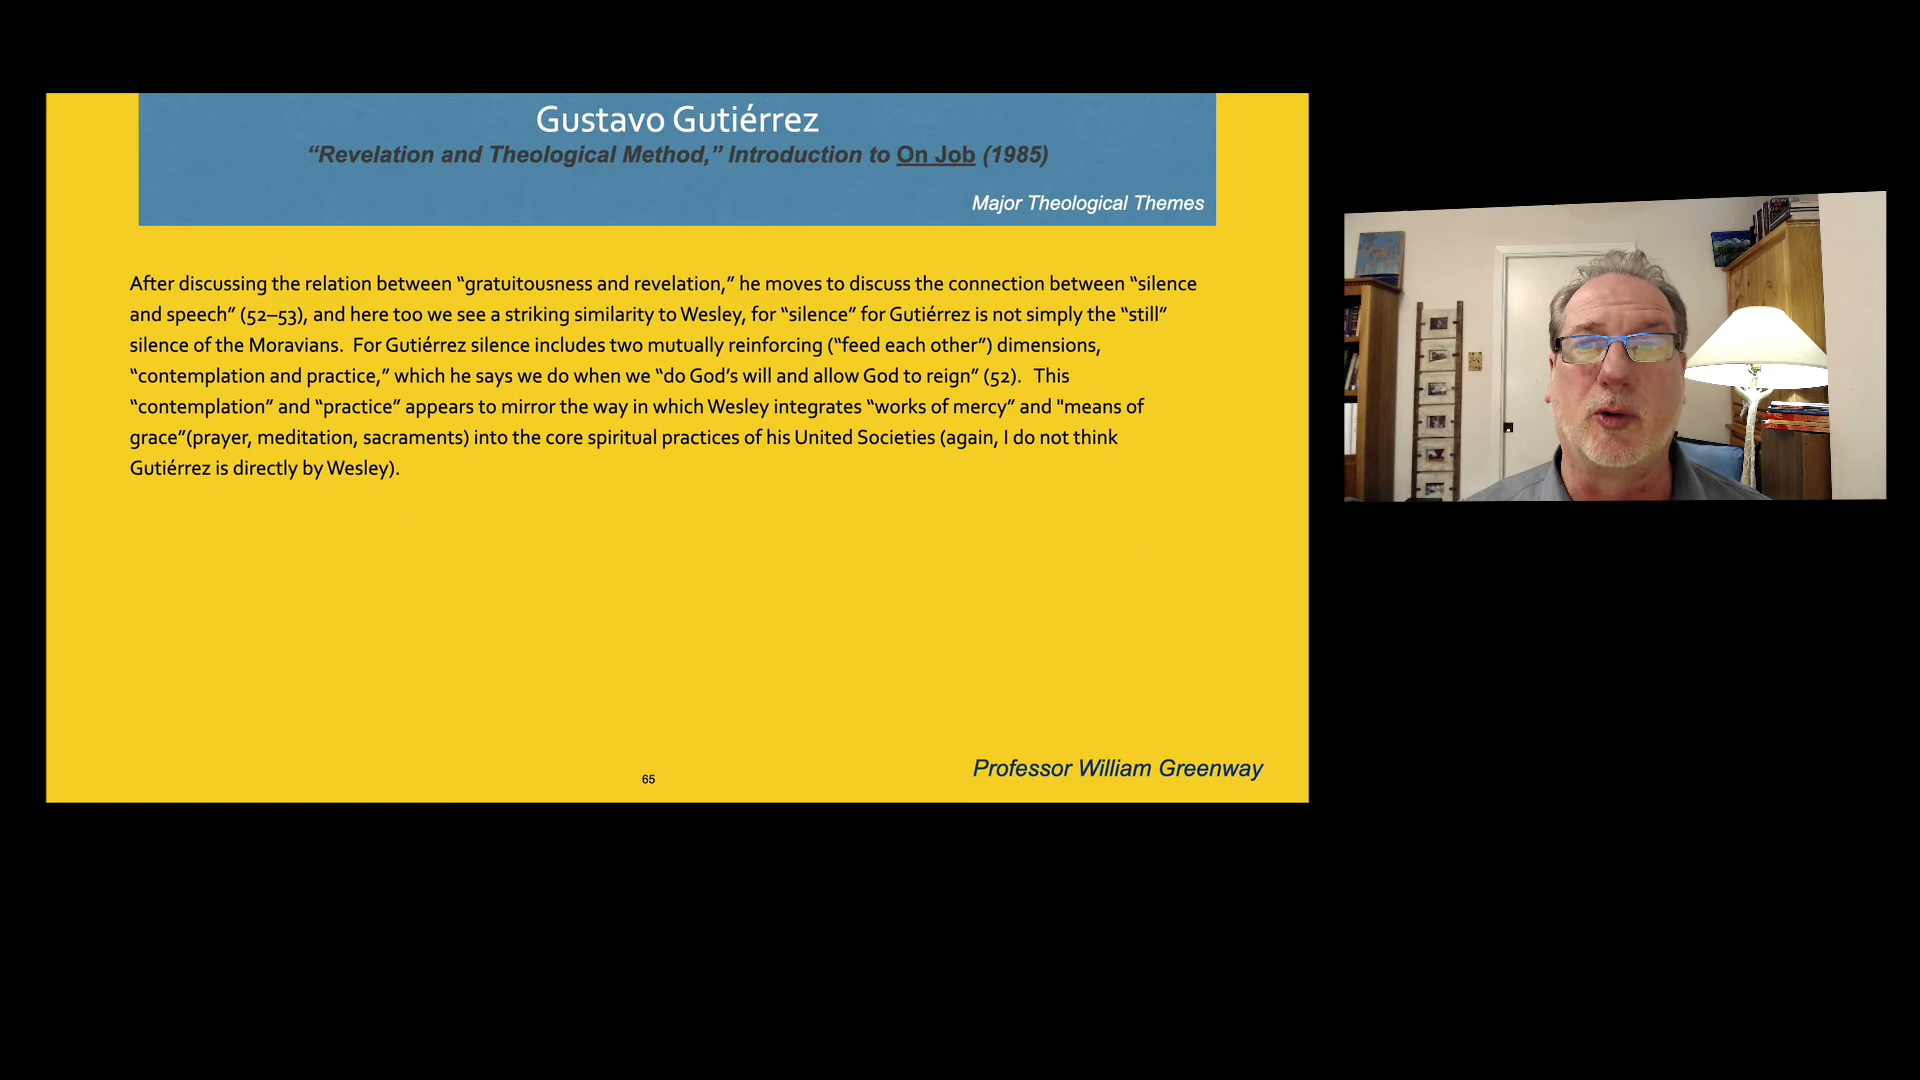 Gustavo Gutiérrez
“Revelation and Theological Method,” Introduction to On Job (1985)
Major Theological Themes
After discussing the relation between “gratuitousness and revelation,” he moves to discuss the connection between “silence
and speech” (52–53), and here too we see a striking similarity to Wesley, for “silence” for Gutiérrez is not simply the “still”
silence of the Moravians.  For Gutiérrez silence includes two mutually reinforcing (“feed each other”) dimensions,
“contemplation and practice,” which he says we do when we “do God’s will and allow God to reign” (52).   This
“contemplation” and “practice” appears to mirror the way in which Wesley integrates “works of mercy” and "means of
grace”(prayer, meditation, sacraments) into the core spiritual practices of his United Societies (again, I do not think
Gutiérrez is directly by Wesley).
65
Professor William Greenway